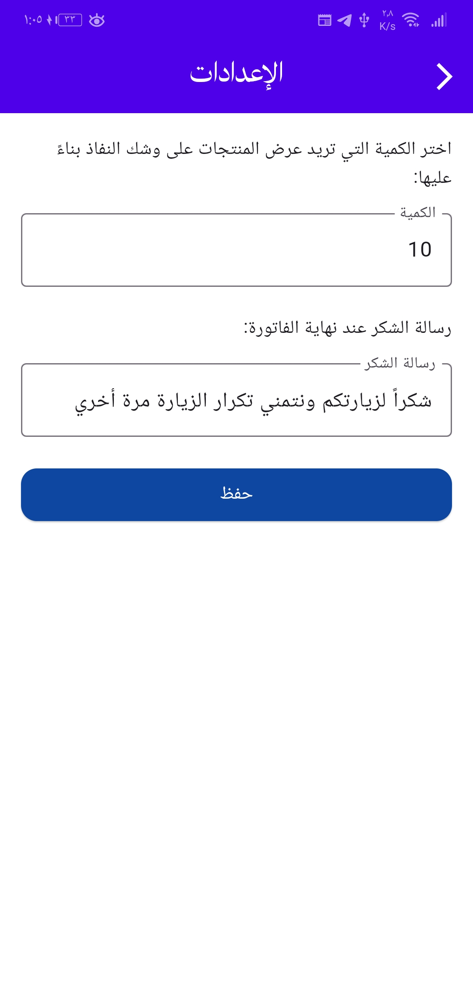 ١:٠٥ ٣٣ ٢,٨ K/s
الإعدادات
اختر الكمية التي تريد عرض المنتجات على وشك النفاذ بناءً
عليها:
الكمية
10
رسالة الشكر عند نهاية الفاتورة:
رسالة الشكر
شكراً لزيارتكم ونتمني تكرار الزيارة مرة أخري
حفظ